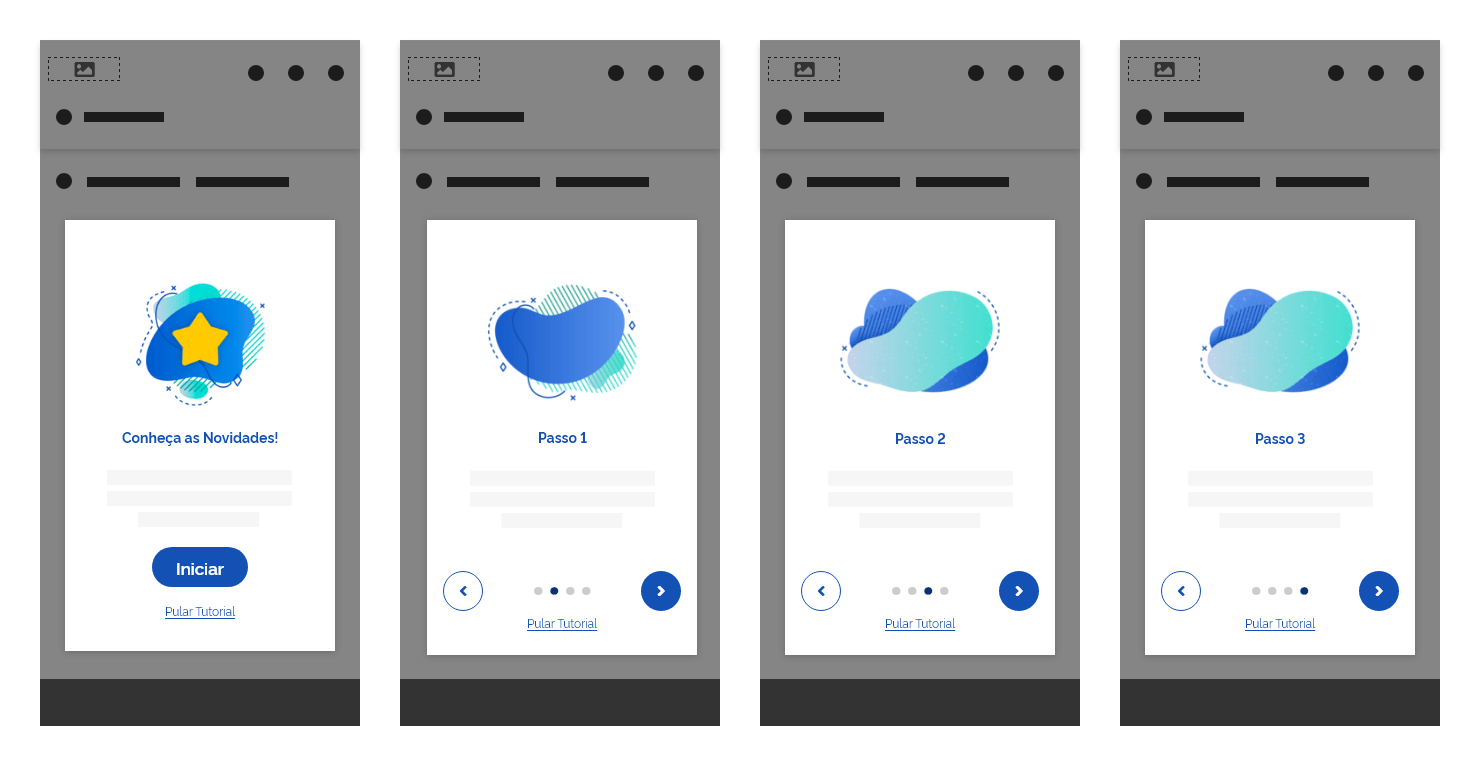 Conheça as Novidades!
Iniciar
Pular Tutorial
Passo 1
Pular Tutorial
Passo 2
Pular Tutorial
Passo 3
Pular Tutorial